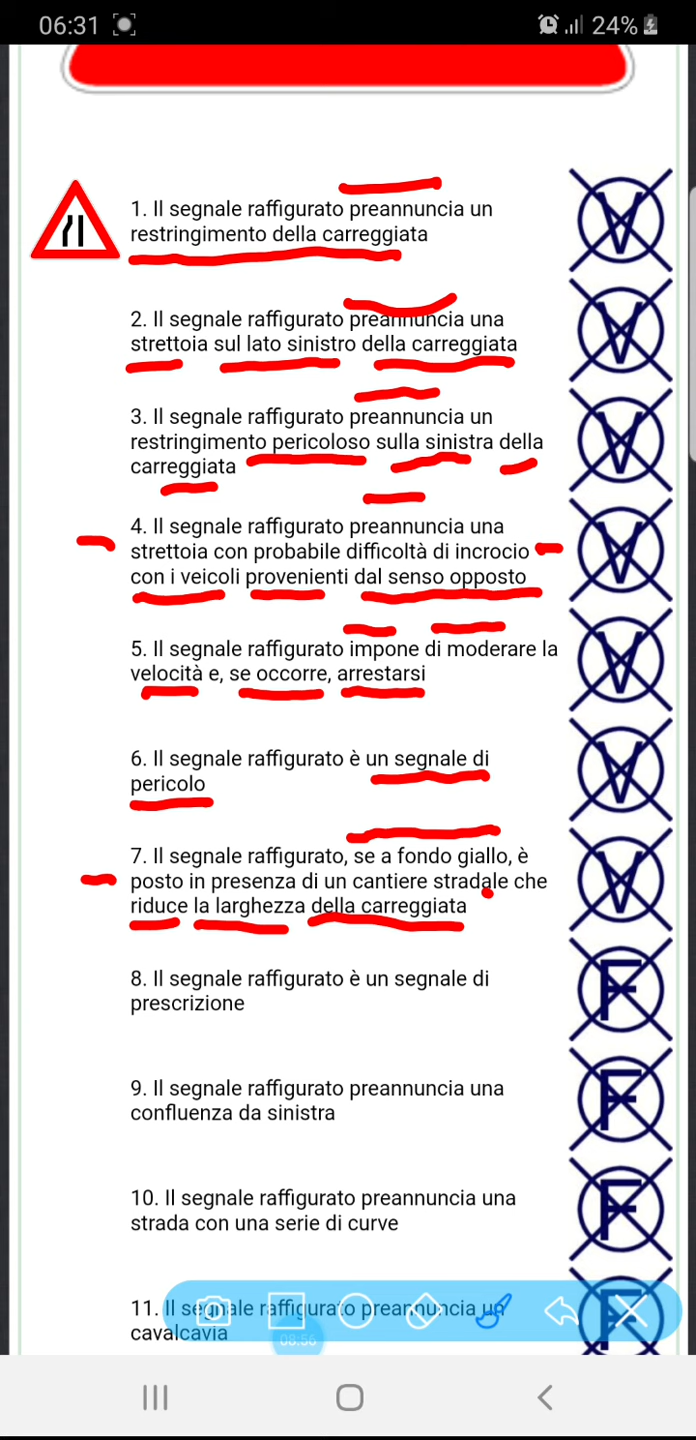 06:31
24%
1. Il segnale raffigurato preannuncia un
restringimento della carreggiata
V
2. Il segnale raffigurato preannuncia una
strettoia sul lato sinistro della carreggiata
V
3. Il segnale raffigurato preannuncia un
restringimento pericoloso sulla sinistra della
carreggiata
V
4. Il segnale raffigurato preannuncia una
strettoia con probabile difficoltà di incrocio
con i veicoli provenienti dal senso opposto
V
5. Il segnale raffigurato impone di moderare la
velocità e, se occorre, arrestarsi
V
6. Il segnale raffigurato è un segnale di
pericolo
V
7. Il segnale raffigurato, se a fondo giallo, è
posto in presenza di un cantiere stradale che
riduce la larghezza della carreggiata
V
8. Il segnale raffigurato è un segnale di
prescrizione
F
9. Il segnale raffigurato preannuncia una
confluenza da sinistra
F
10. Il segnale raffigurato preannuncia una
strada con una serie di curve
F
11. Il segnale raffigurato preannuncia un
cavalcavia
F
08:56